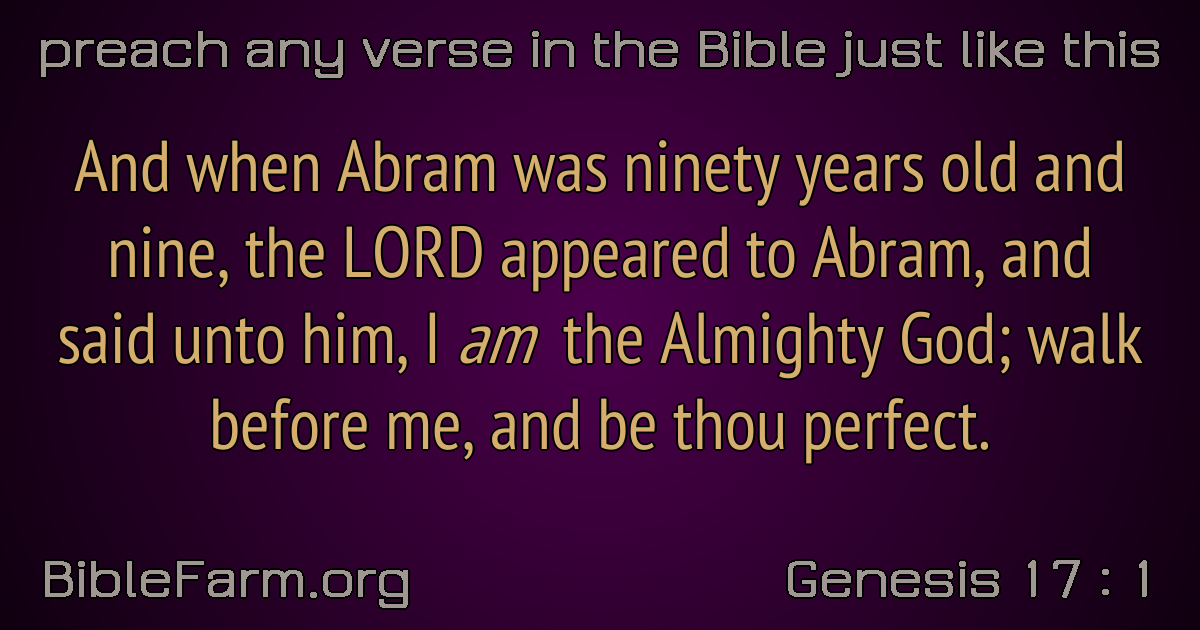 preach any verse in the Bible just like this
And when Abram was ninety years old and
nine, the LORD appeared to Abram, and
said unto him, I am the Almighty God; walk
before me, and be thou perfect.
BibleFarm.org
Genesis 17 : 1